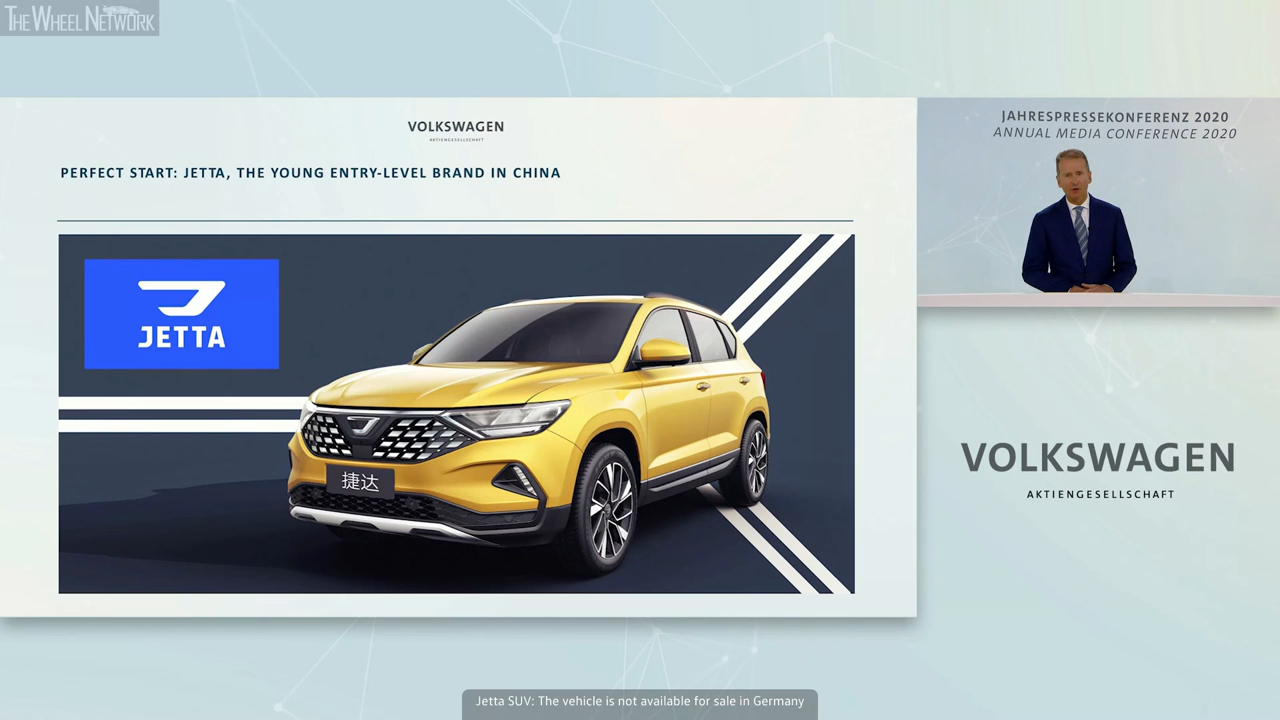 THE WHEEL NETWORK
VOLKSWAGEN
AKTIENGESELLSCHAFT
PERFECT START: JETTA, THE YOUNG ENTRY-LEVEL BRAND IN CHINA
JETTA
捷达
JAHRESPRESSEKONFERENZ 2020
ANNUAL MEDIA CONFERENCE 2020
VOLKSWAGEN
AKTIENGESELLSCHAFT
Jetta SUV: The vehicle is not available for sale in Germany